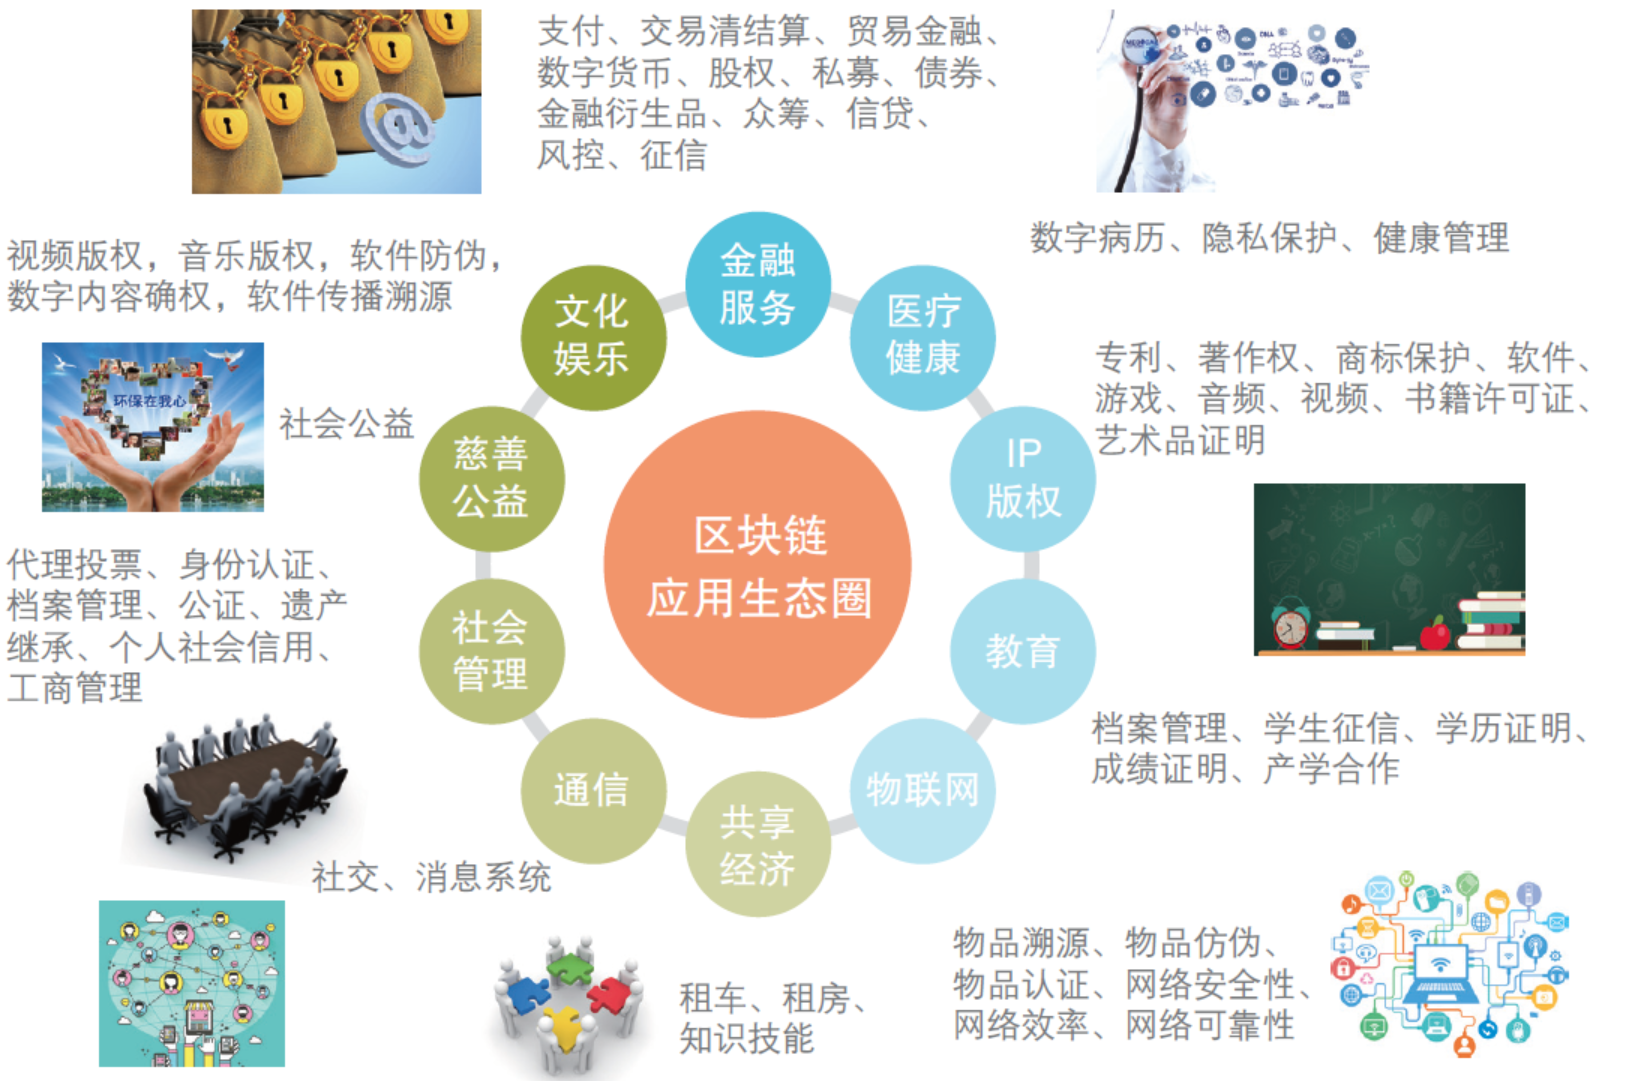 支付、交易清结算、贸易金融、
数字货币、股权、私募、债券、
金融衍生品、众筹、信贷、
风控、征信
MEDICAL
DNA
数字病历、隐私保护、健康管理
视频版权，音乐版权，软件防伪，
数字内容确权，软件传播溯源
金融
服务
文化
娱乐
医疗
健康
专利、著作权、商标保护、软件、
游戏、音频、视频、书籍许可证、
艺术品证明
环保在我心
社会公益
慈善
公益
IP
版权
区块链
应用生态圈
代理投票、身份认证、
档案管理、公证、遗产
继承、个人社会信用、
工商管理
社会
管理
教育
档案管理、学生征信、学历证明、
成绩证明、产学合作
通信
物联网
共享
经济
社交、消息系统
租车、租房、
知识技能
物品溯源、物品仿伪、
物品认证、网络安全性、
网络效率、网络可靠性